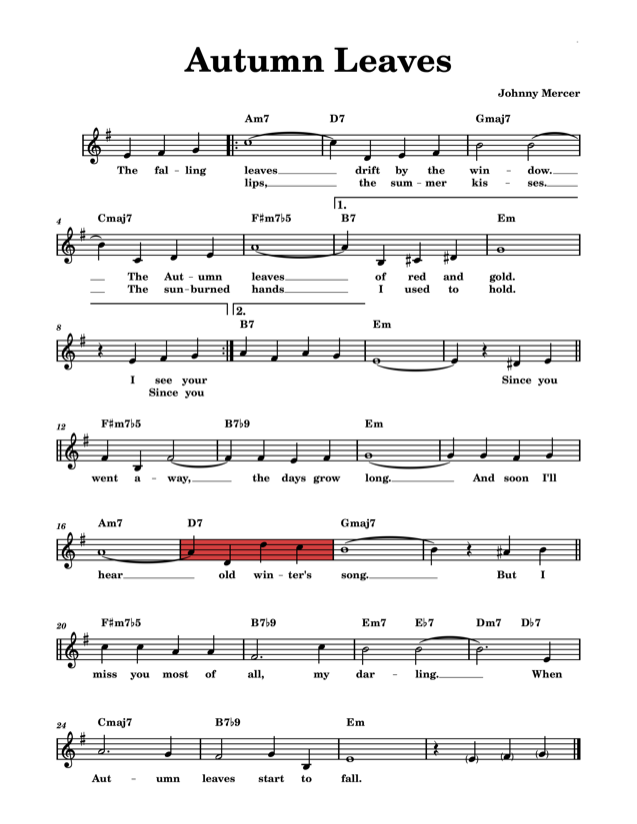 Autumn Leaves
Johnny Mercer
Am7 D7 Gmaj7
The fal – ling leaves drift by the win – dow.
lips, the sum – mer kis – ses.
1.
4 Cmaj7 F♯m7♭5 B7 Em
The Aut – umn leaves of red and gold.
The sun – burned hands I used to hold.
2.
8 B7 Em
I see your Since you
Since you
12 F♯m7♭5 B7♭9 Em
went a – way, the days grow long. And soon I'll
16 Am7 D7 Gmaj7
hear old win – ter's song. But I
20 F♯m7♭5 B7♭9 Em7 E♭7 Dm7 D♭7
miss you most of all, my dar – ling. When
24 Cmaj7 B7♭9 Em
Aut – umn leaves start to fall.